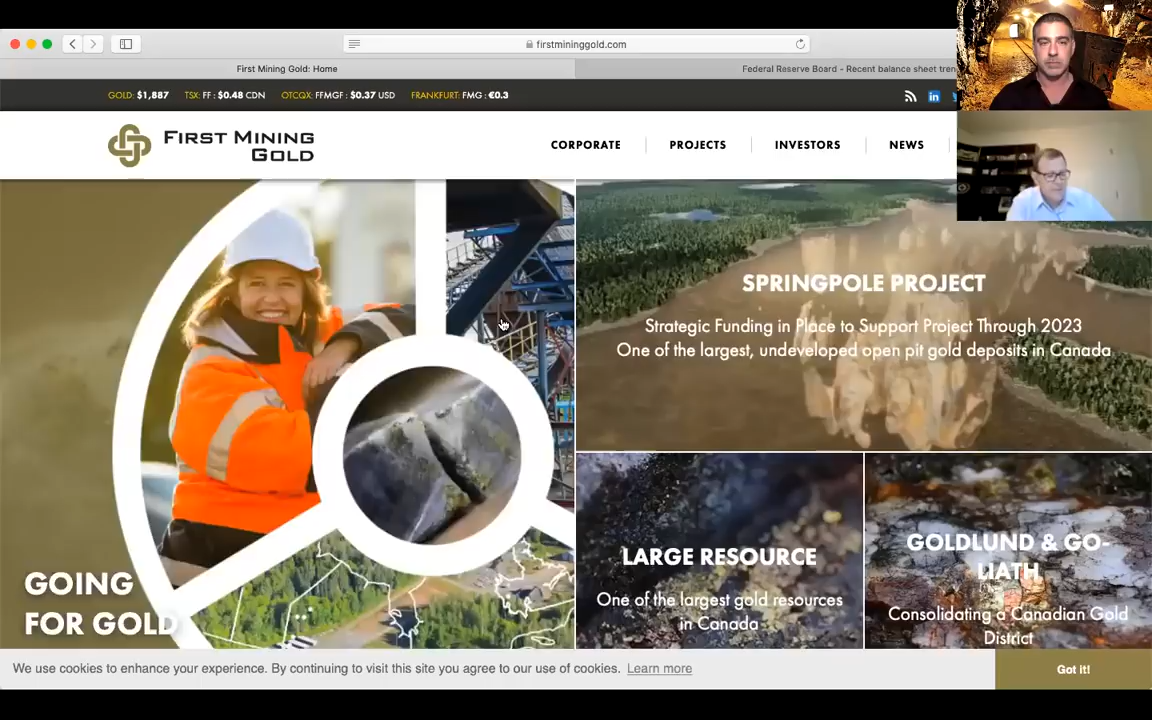 firstmininggold.com
First Mining Gold: Home
Federal Reserve Board - Recent balance sheet tren
GOLD: $1,887 TSX: FF : $0.48 CDN OTCQX: FFMGF : $0.37 USD FRANKFURT: FMG : €0.3
in
FIRST MINING
GOLD
CORPORATE PROJECTS INVESTORS NEWS
SPRINGPOLE PROJECT
Strategic Funding in Place to Support Project Through 2023
One of the largest, undeveloped open pit gold deposits in Canada
GOING
FOR GOLD
LARGE RESOURCE
One of the largest gold resources
in Canada
GOLDLUND & GO-
LIATH
Consolidating a Canadian Gold
District
We use cookies to enhance your experience. By continuing to visit this site you agree to our use of cookies. Learn more
Got it!